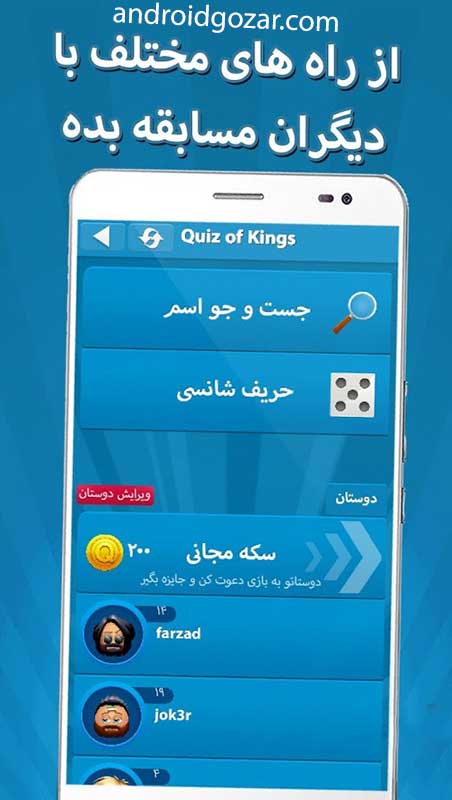 androidgozar.com
از راه های مختلف با
دیگران مسابقه بده
Quiz of Kings
جست و جو اسم
حریف شانسی
دوستان
ویرایش دوستان
سکه مجانی
۲۰۰
دوستانو به بازی دعوت کن و جایزه بگیر
۱۴
farzad
۱۹
jok3r
۴